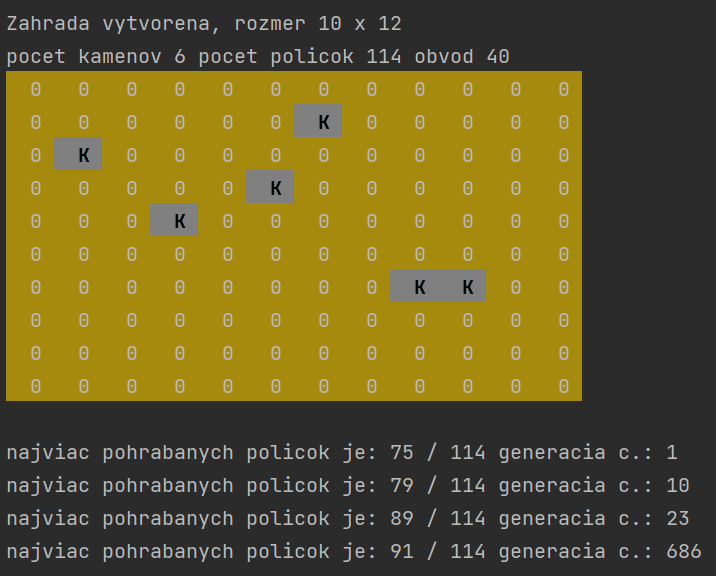 Zahrada vytvorena, rozmer 10 x 12
pocet kamenov 6 pocet policok 114 obvod 40
0 0 0 0 0 0 0 0 0 0 0 0
0 0 0 0 0 0 K 0 0 0 0 0
0 K 0 0 0 0 0 0 0 0 0 0
0 0 0 0 0 K 0 0 0 0 0 0
0 0 0 K 0 0 0 0 0 0 0 0
0 0 0 0 0 0 0 0 0 0 0 0
0 0 0 0 0 0 0 0 K K 0 0
0 0 0 0 0 0 0 0 0 0 0 0
0 0 0 0 0 0 0 0 0 0 0 0
0 0 0 0 0 0 0 0 0 0 0 0
najviac pohrabanych policok je: 75 / 114 generacia c.: 1
najviac pohrabanych policok je: 79 / 114 generacia c.: 10
najviac pohrabanych policok je: 89 / 114 generacia c.: 23
najviac pohrabanych policok je: 91 / 114 generacia c.: 686